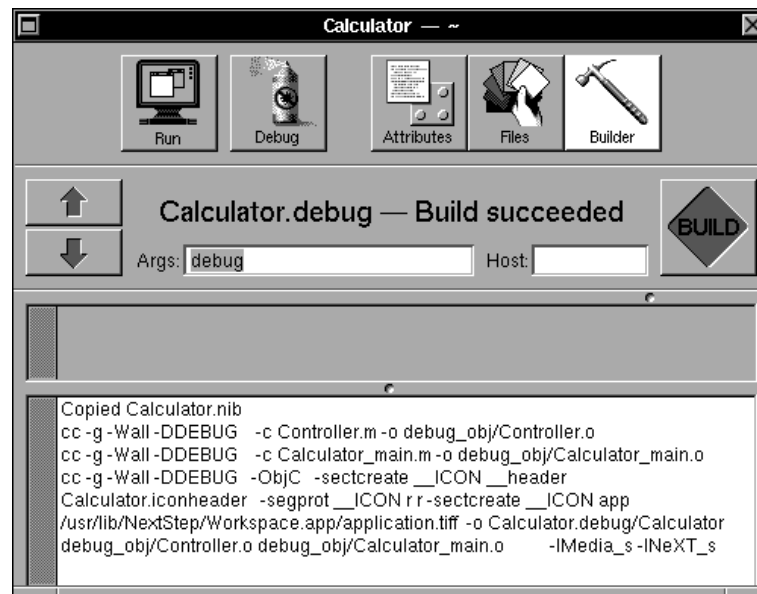 Calculator — ~
Run
Debug
Attributes
Files
Builder
Calculator.debug — Build succeeded
BUILD
Args: debug
Host:
Copied Calculator.nib
cc -g -Wall -DDEBUG -c Controller.m -o debug_obj/Controller.o
cc -g -Wall -DDEBUG -c Calculator_main.m -o debug_obj/Calculator_main.o
cc -g -Wall -DDEBUG -ObjC -sectcreate __ICON __header
Calculator.iconheader -segprot __ICON r r -sectcreate __ICON app
/usr/lib/NextStep/Workspace.app/application.tiff -o Calculator.debug/Calculator
debug_obj/Controller.o debug_obj/Calculator_main.o -lMedia_s -lNeXT_s